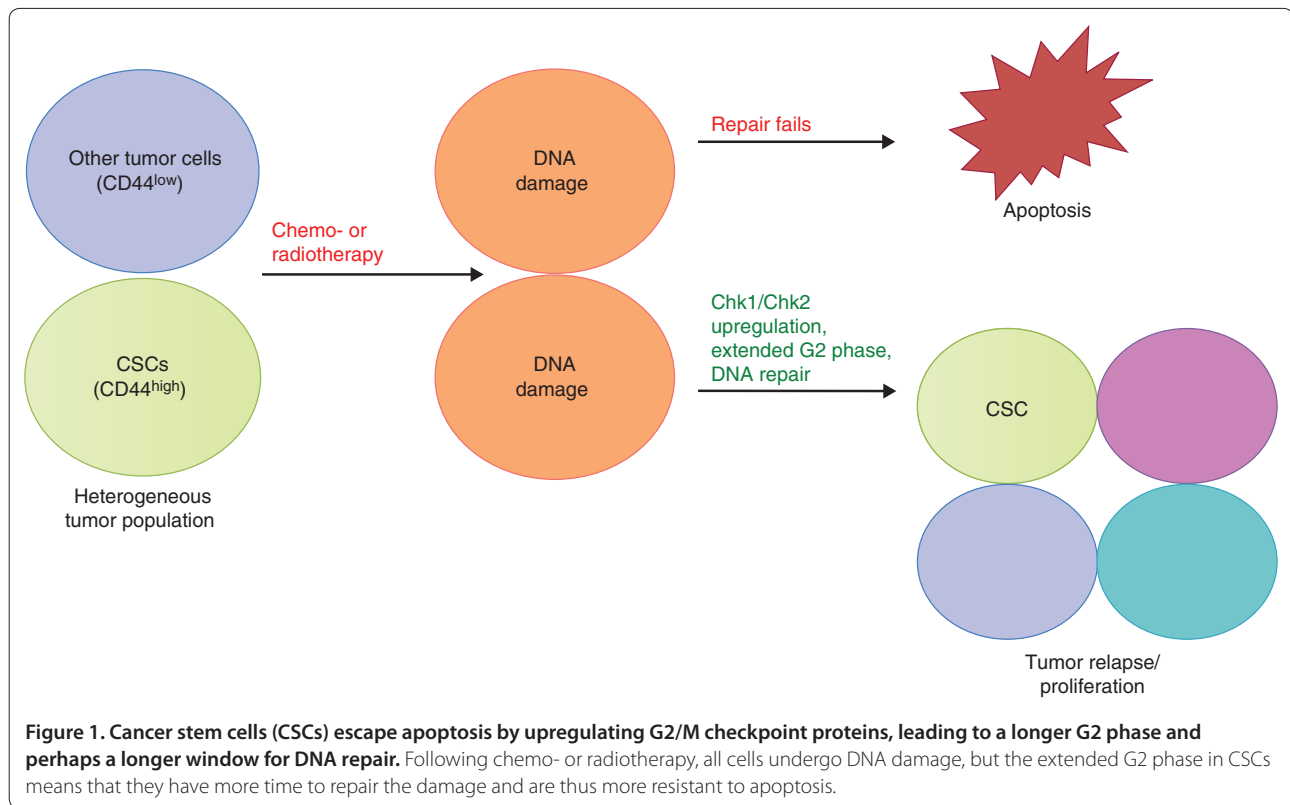 Other tumor cells
(CD44low)
CSCs
(CD44high)
Heterogeneous
tumor population
Chemo- or
radiotherapy
DNA
damage
DNA
damage
Repair fails
Apoptosis
Chk1/Chk2
upregulation,
extended G2 phase,
DNA repair
CSC
Tumor relapse/
proliferation
Figure 1. Cancer stem cells (CSCs) escape apoptosis by upregulating G2/M checkpoint proteins, leading to a longer G2 phase and
perhaps a longer window for DNA repair. Following chemo- or radiotherapy, all cells undergo DNA damage, but the extended G2 phase in CSCs
means that they have more time to repair the damage and are thus more resistant to apoptosis.